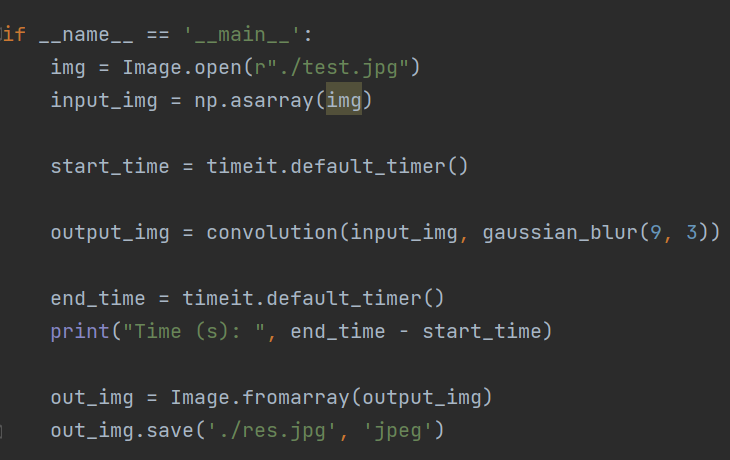 if __name__ == '__main__':
    img = Image.open(r"./test.jpg")
    input_img = np.asarray(img)

    start_time = timeit.default_timer()

    output_img = convolution(input_img, gaussian_blur(9, 3))

    end_time = timeit.default_timer()
    print("Time (s): ", end_time - start_time)

    out_img = Image.fromarray(output_img)
    out_img.save('./res.jpg', 'jpeg')